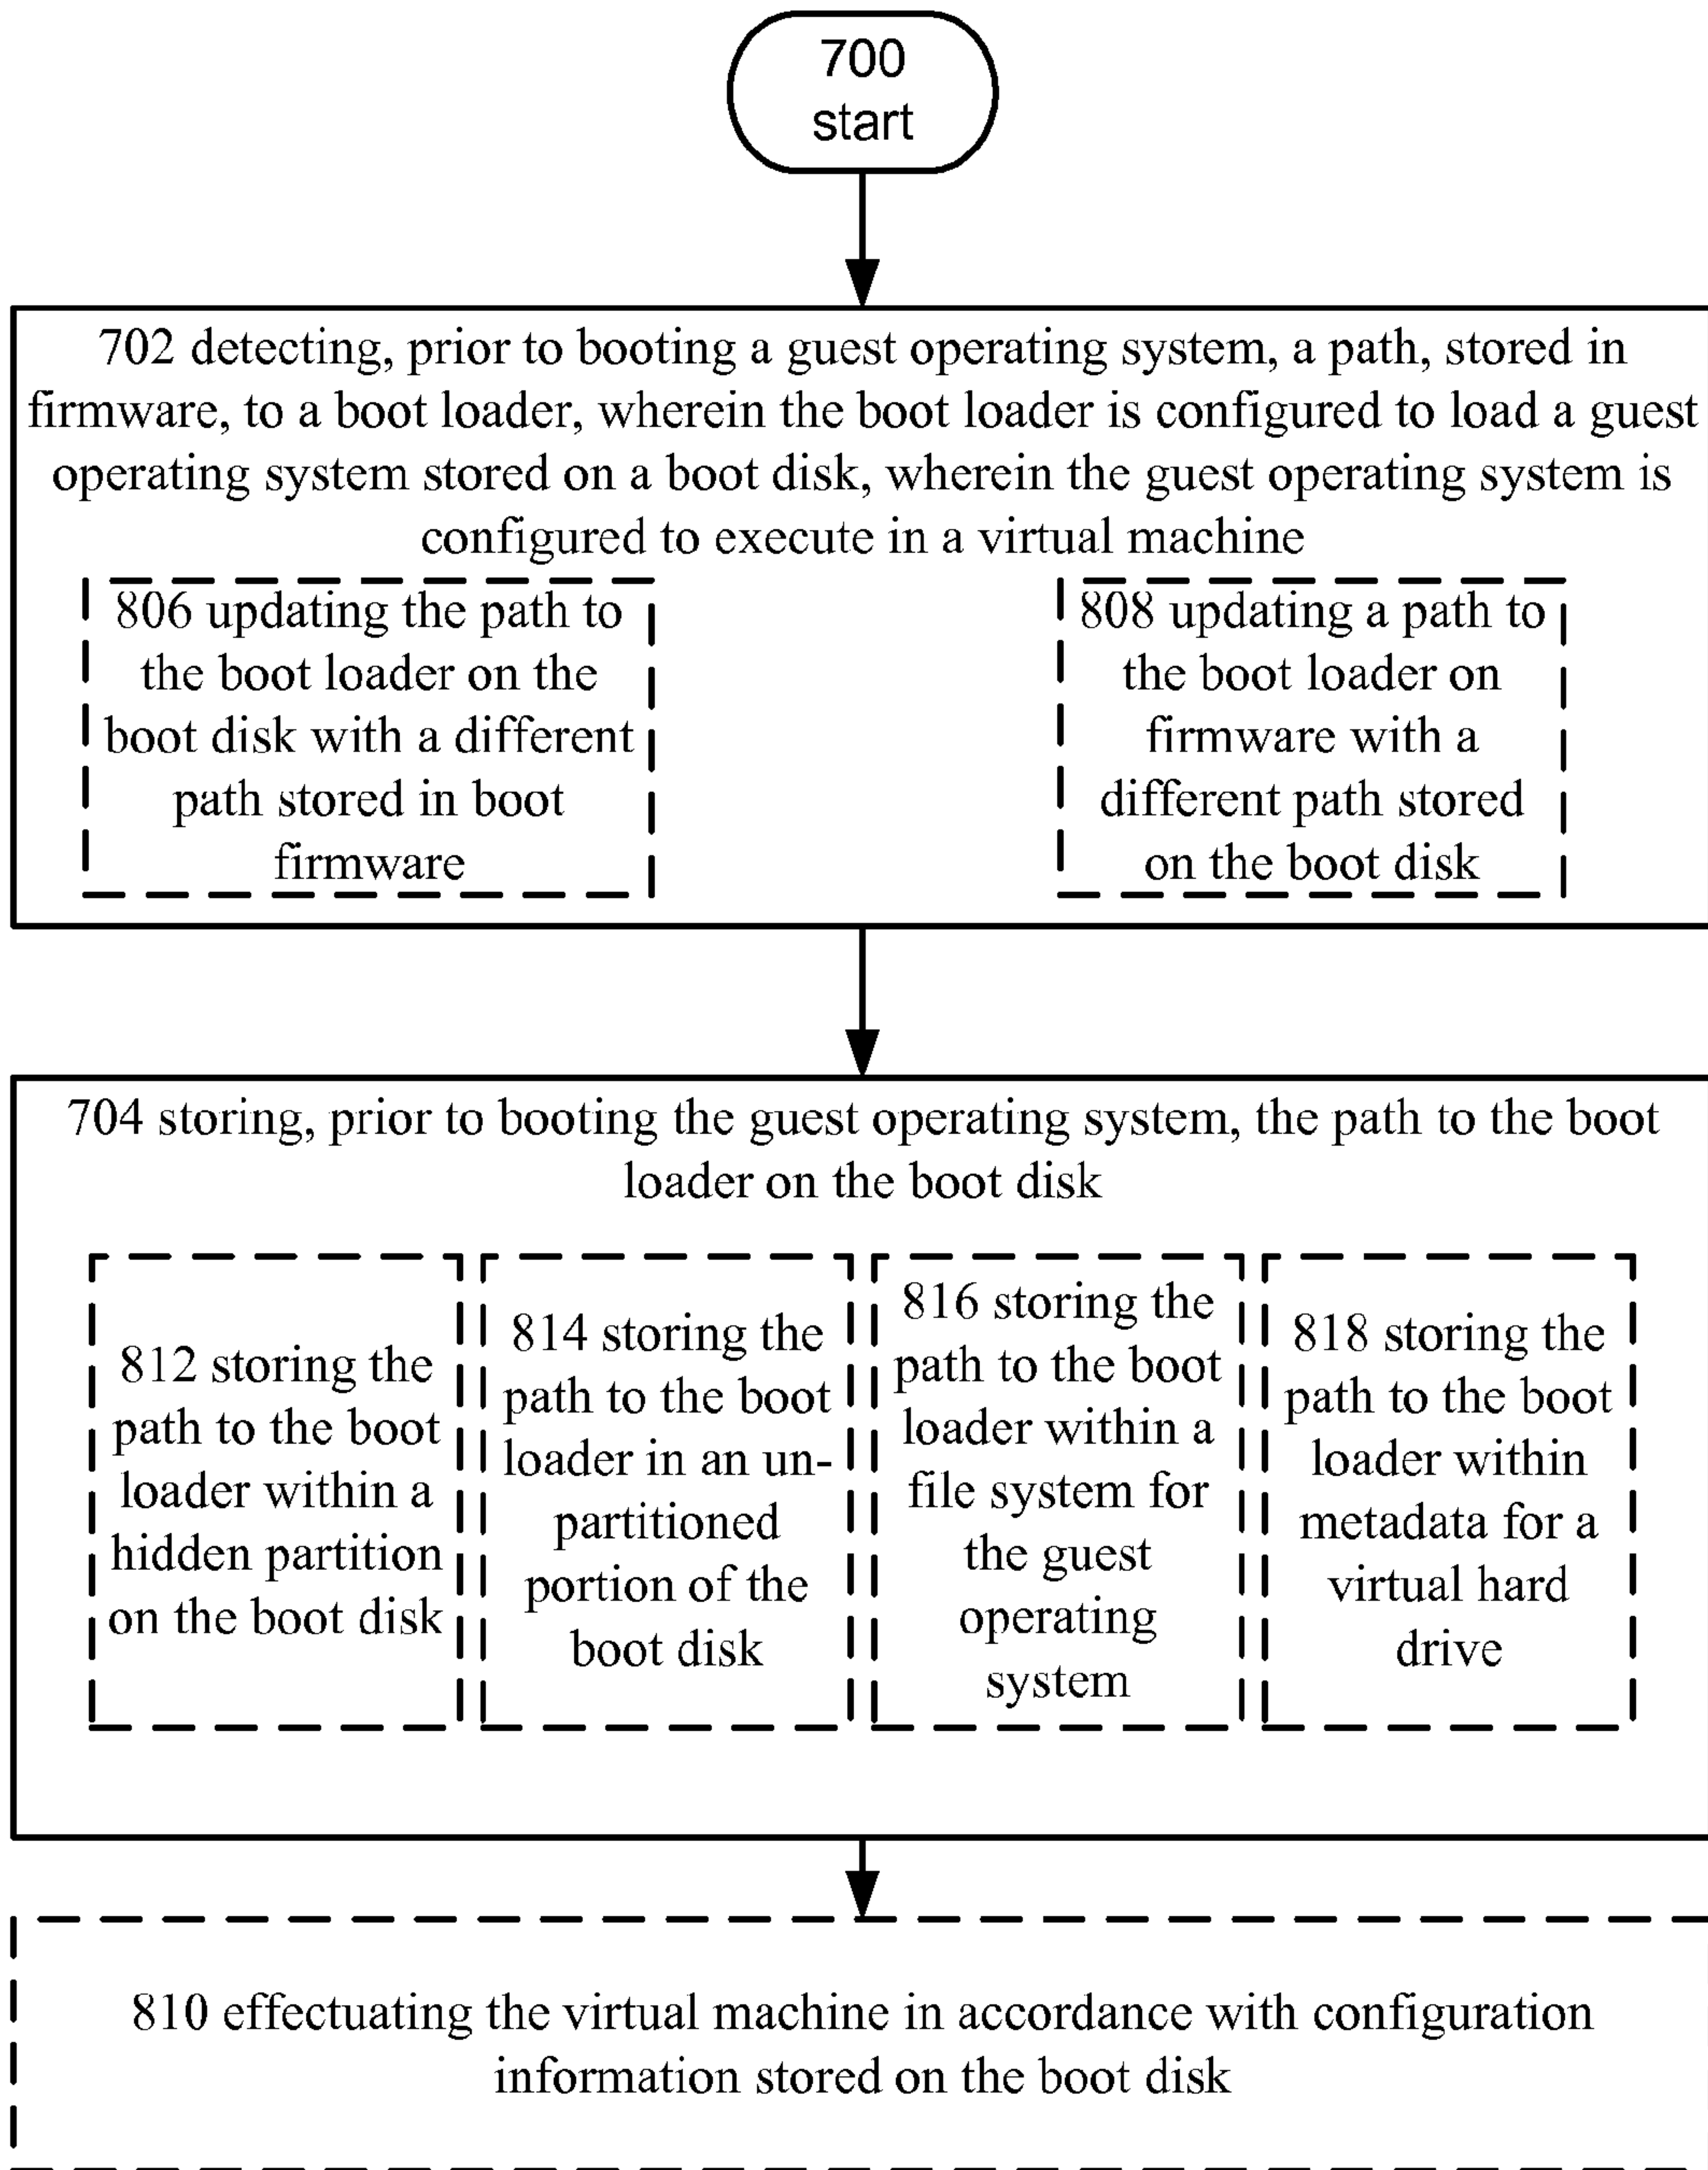 700
start
702 detecting, prior to booting a guest operating system, a path, stored in
firmware, to a boot loader, wherein the boot loader is configured to load a guest
operating system stored on a boot disk, wherein the guest operating system is
configured to execute in a virtual machine
806 updating the path to
the boot loader on the
boot disk with a different
path stored in boot
firmware
808 updating a path to
the boot loader on
firmware with a
different path stored
on the boot disk
704 storing, prior to booting the guest operating system, the path to the boot
loader on the boot disk
812 storing the
path to the boot
loader within a
hidden partition
on the boot disk
814 storing the
path to the boot
loader in an un-
partitioned
portion of the
boot disk
816 storing the
path to the boot
loader within a
file system for
the guest
operating
system
818 storing the
path to the boot
loader within
metadata for a
virtual hard
drive
810 effectuating the virtual machine in accordance with configuration
information stored on the boot disk